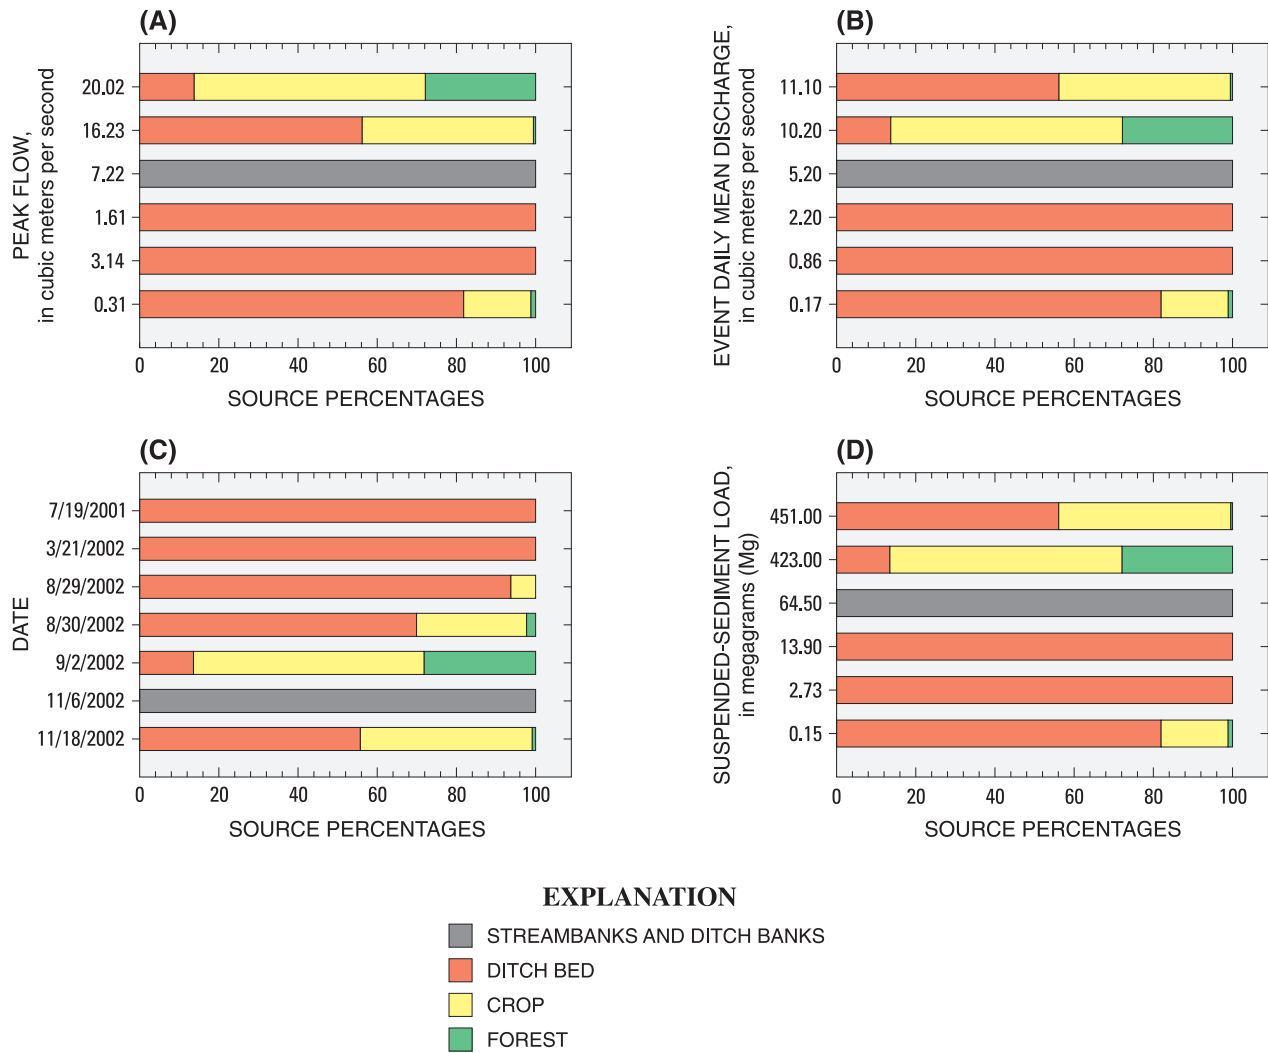 (A)
PEAK FLOW,
in cubic meters per second
20.02
16.23
7.22
1.61
3.14
0.31
0 20 40 60 80 100
SOURCE PERCENTAGES
(B)
EVENT DAILY MEAN DISCHARGE,
in cubic meters per second
11.10
10.20
5.20
2.20
0.86
0.17
0 20 40 60 80 100
SOURCE PERCENTAGES
(C)
DATE
7/19/2001
3/21/2002
8/29/2002
8/30/2002
9/2/2002
11/6/2002
11/18/2002
0 20 40 60 80 100
SOURCE PERCENTAGES
(D)
SUSPENDED-SEDIMENT LOAD,
in megagrams (Mg)
451.00
423.00
64.50
13.90
2.73
0.15
0 20 40 60 80 100
SOURCE PERCENTAGES
EXPLANATION
STREAMBANKS AND DITCH BANKS
DITCH BED
CROP
FOREST